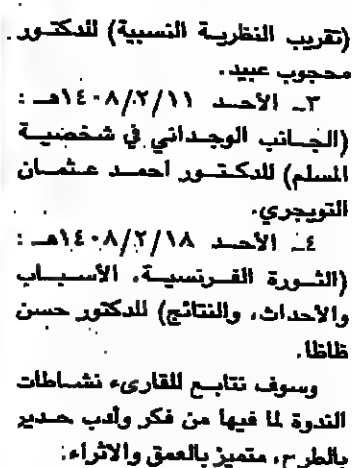 (تقريب النظرية النسبية) للدكتور
محجوب عبيد.
٣ـ الأحد ١٤٠٨/٢/١١هـ :
(الجانب الوجداني في شخصية
المسلم) للدكتور احمد عثمان
التويجري.
٤ـ الأحد ١٤٠٨/٢/١٨هـ :
(الثورة الفرنسية. الأسباب
والأحداث، والنتائج) للدكتور حسن
ظاظا.
وسوف نتابع للقارىء نشاطات
الندوة لما فيها من فكر وأدب جدير
بالطرح، متميز بالعمق والاثراء.